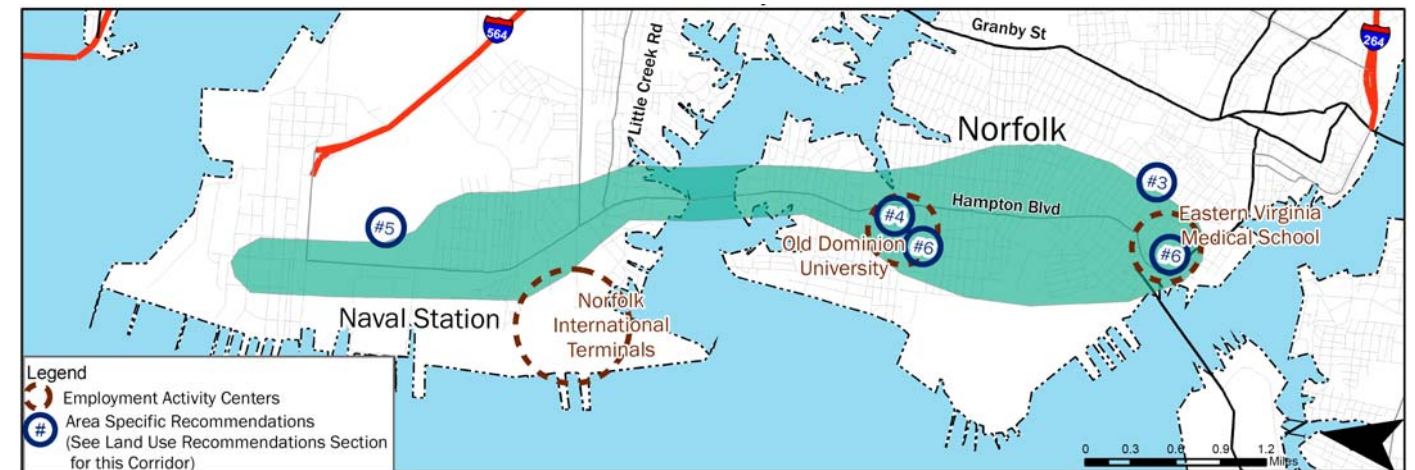 Granby St
564
264
Little Creek Rd
Norfolk
#3
#4
Hampton Blvd
#5
Eastern Virginia
Medical School
#6
Old Dominion
University
#6
Naval Station
Norfolk
International
Terminals
Legend
Employment Activity Centers
# Area Specific Recommendations
(See Land Use Recommendations Section
for this Corridor)
0 0.3 0.6 0.9 1.2
Miles